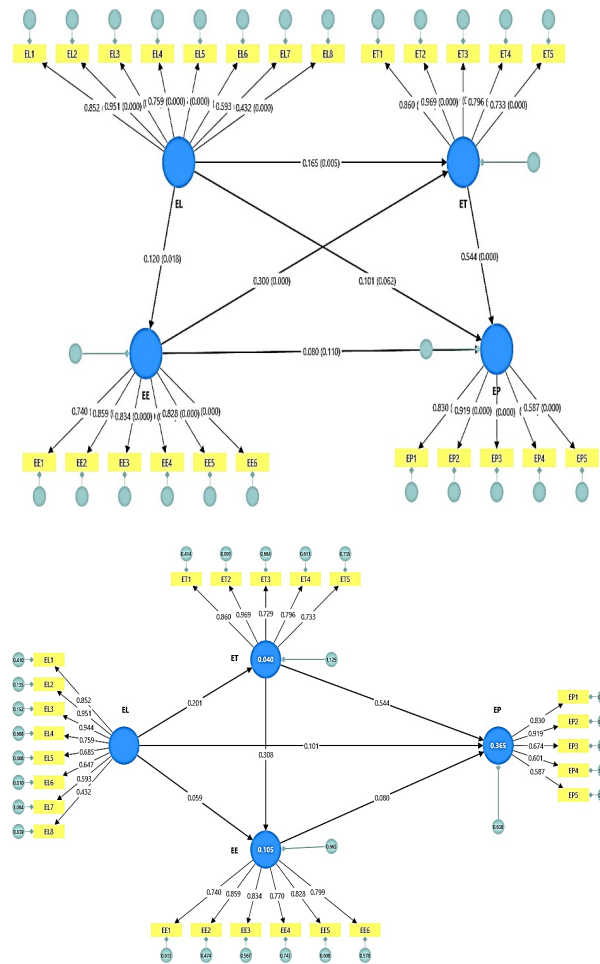 EL1 EL2 EL3 EL4 EL5 EL6 EL7 EL8 ET1 ET2 ET3 ET4 ET5
0.852 0.951 (0.000) 0.759 (0.000) (0.000) 0.593 0.432 (0.000) 0.860 0.969 (0.000) 0.796 0.733 (0.000)
0.165 (0.005)
EL ET
0.120 (0.018) 0.300 (0.000) 0.101 (0.062) 0.544 (0.000)
0.080 (0.110)
EE EP
0.740 0.859 0.834 (0.000) 0.828 (0.000) (0.000) 0.830 0.919 (0.000) (0.000) 0.587 (0.000)
EE1 EE2 EE3 EE4 EE5 EE6 EP1 EP2 EP3 EP4 EP5
ET1 ET2 ET3 ET4 ET5
0.860 0.969 0.729 0.796 0.733
ET 0.040 1.125
EL1
EL2
EL3
EL4
EL5
EL6
EL7
EL8
0.852
0.951
0.944
0.759
0.685
0.647
0.593
0.432
EL
0.201 0.544
0.308 0.101
0.059 0.080
EP
0.365
0.830
0.919
0.674
0.601
0.587
EP1
EP2
EP3
EP4
EP5
EE 0.105
0.740 0.859 0.834 0.770 0.828 0.799
EE1 EE2 EE3 EE4 EE5 EE6